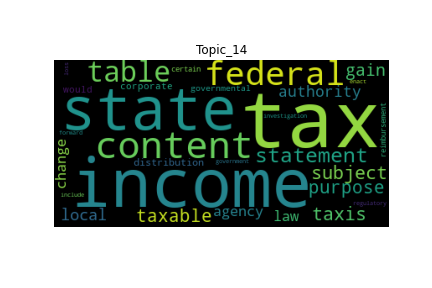 Topic_14
table federal gain
certain
would corporate governmental authority
state tax
enact
loss
investigation
reimbursement
forward
content statement
change distribution government subject
income purpose
include
local taxable agency law taxis
regulatory